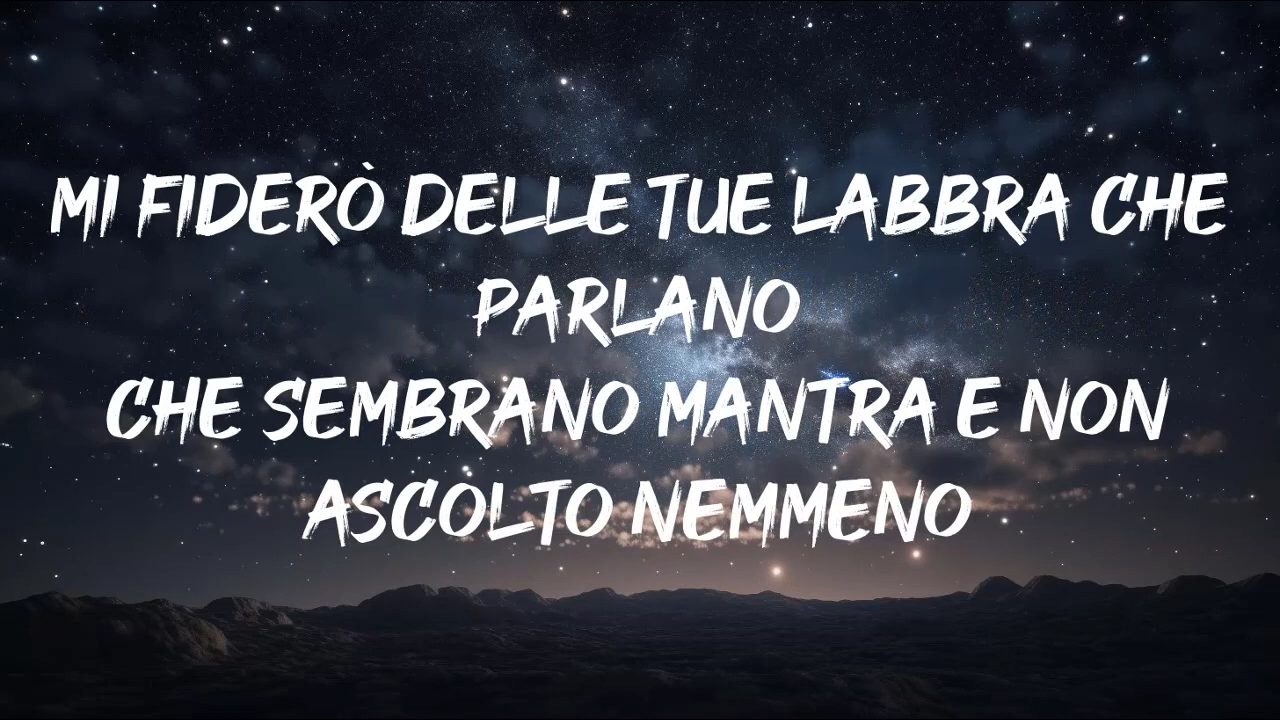 MI FIDERÒ DELLE TUE LABBRA CHE
PARLANO
CHE SEMBRANO MANTRA E NON
ASCOLTO NEMMENO